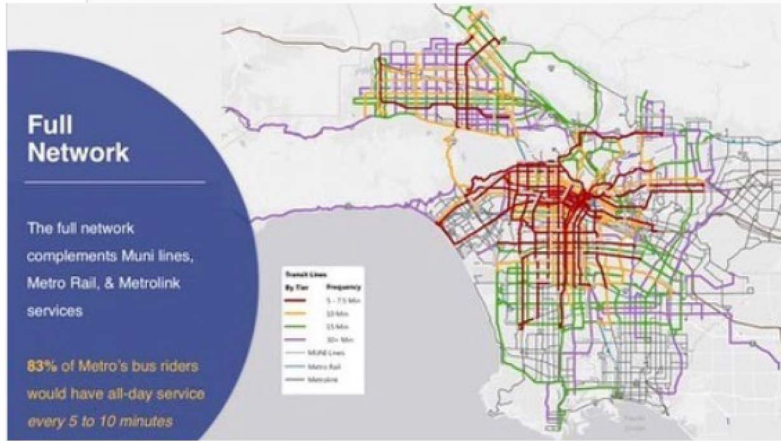 Full
Network
The full network
complements Muni lines,
Metro Rail, & Metrolink
services
83% of Metro's bus riders
would have all-day service
every 5 to 10 minutes
Transit Lines
By Tier Frequency
5 - 7.5 Min
10 Min
15 Min
30+ Min
MUNI Lines
Metro Rail
Metrolink
1